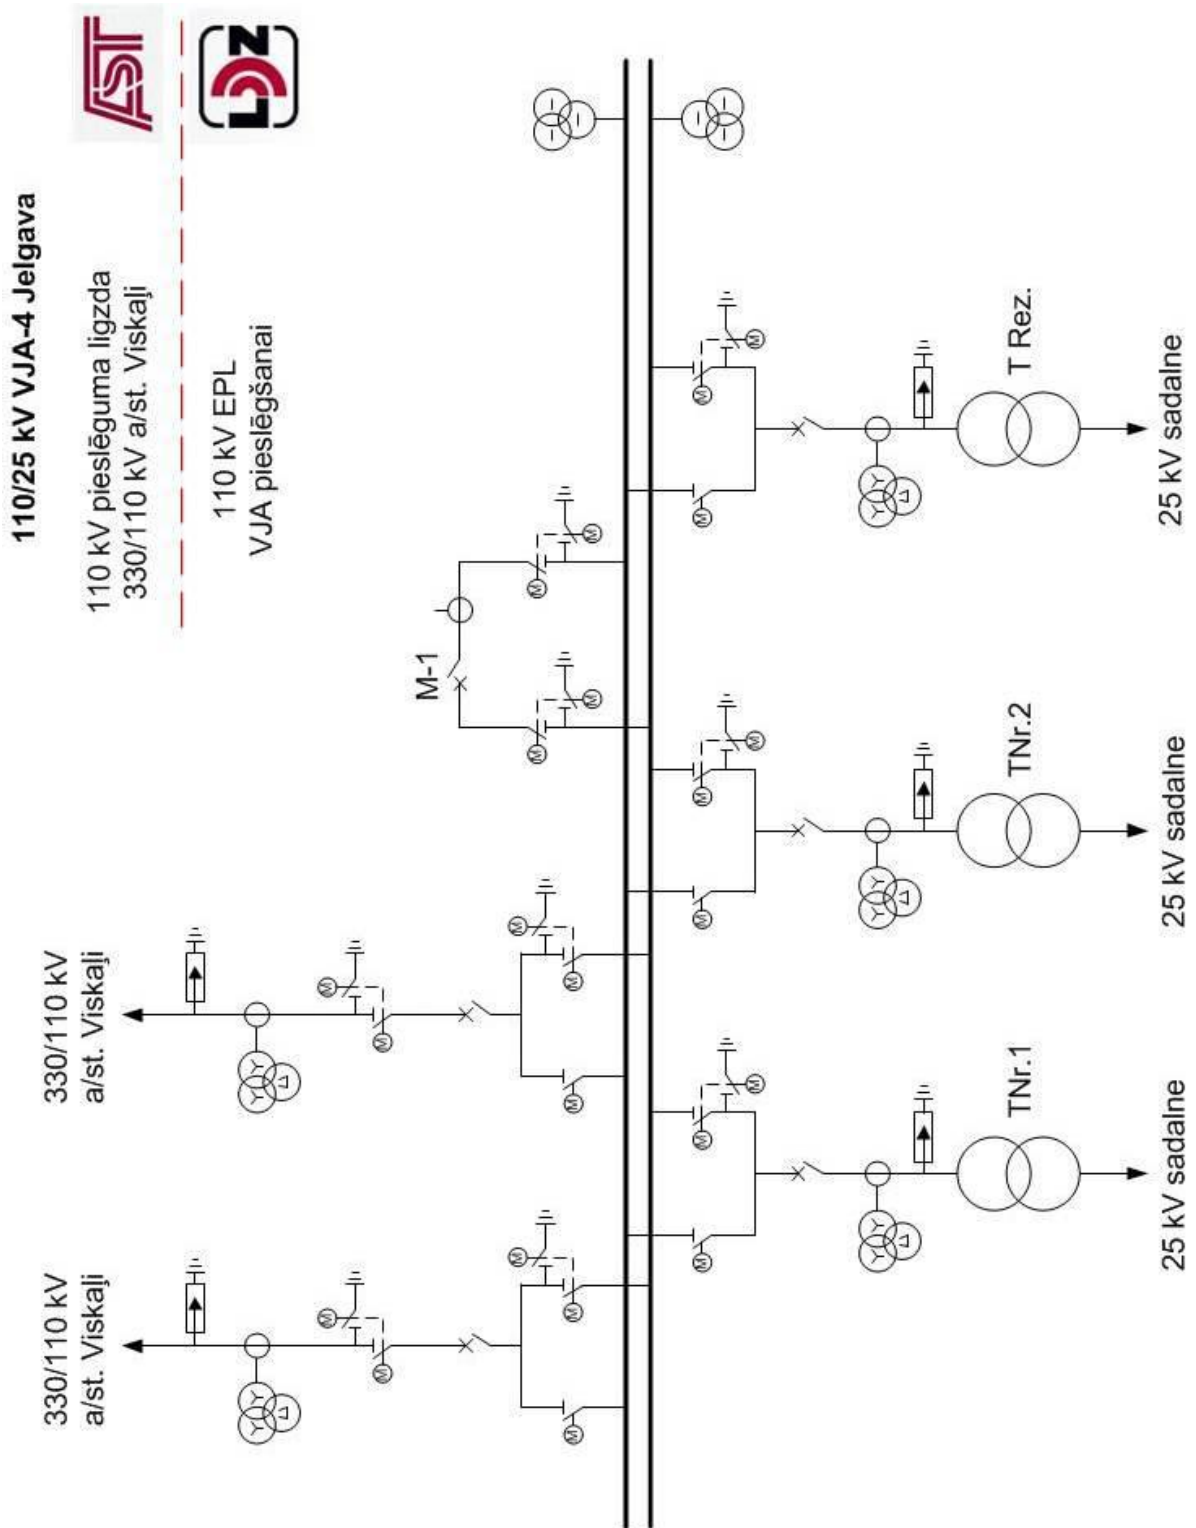 110/25 kV VJA-4 Jelgava
110 kV pieslēguma ligzda
330/110 kV a/st. Viskaļi
AST
110 kV EPL
VJA pieslēgšanai
LDz
330/110 kV
a/st. Viskaļi
330/110 kV
a/st. Viskaļi
M
M
M
M
M
M
M
M
M
M
M-1
M
M
M
M
M
M
M
M
M
M
M
M
M
TNr.1
TNr.2
T Rez.
25 kV sadalne
25 kV sadalne
25 kV sadalne